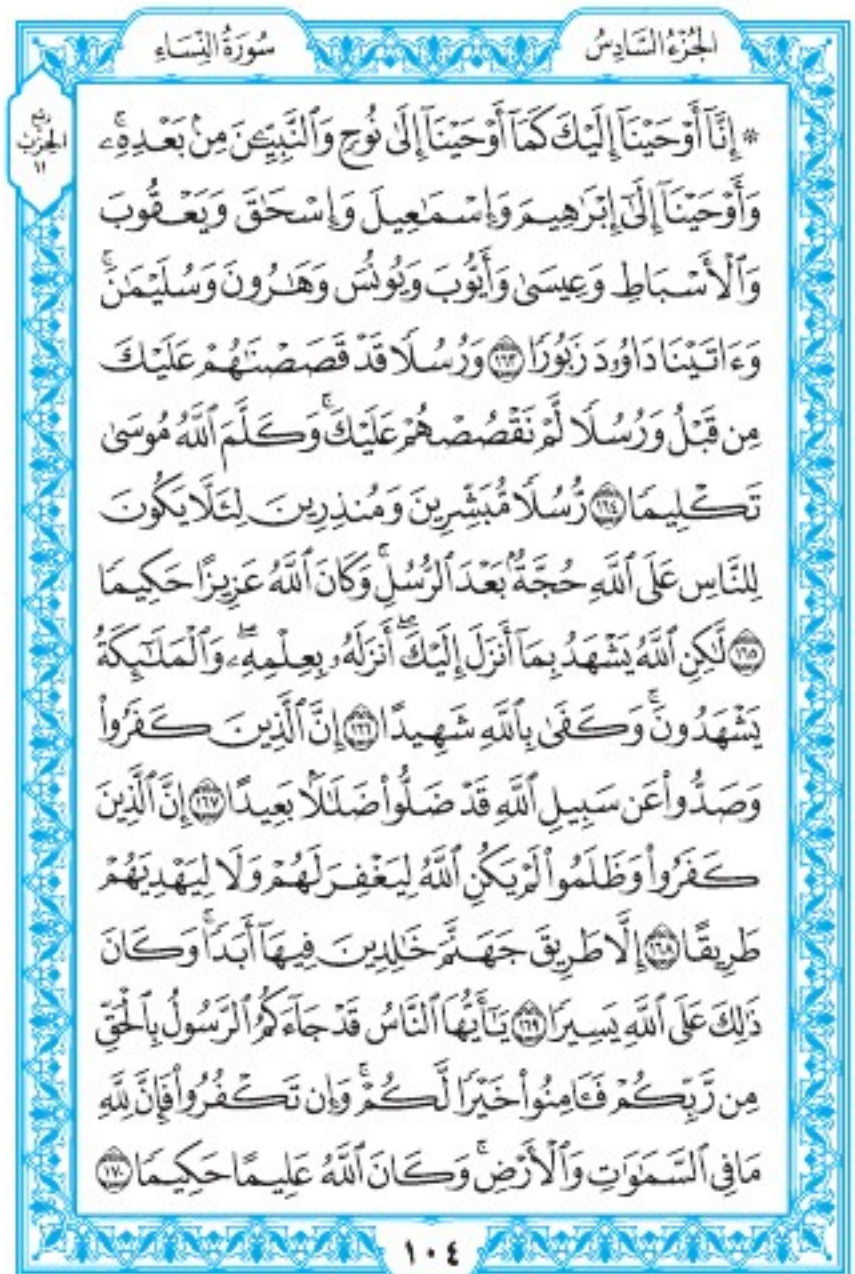 الجُزْءُ السَّادِسُ
سُورَةُ النِّسَاءِ
رُبْع
الحِزْبِ
١١
* إِنَّآ أَوْحَيْنَآ إِلَيْكَ كَمَآ أَوْحَيْنَآ إِلَىٰ نُوحٖ وَٱلنَّبِيِّـۧنَ مِنۢ بَعْدِهِۦۚ
وَأَوْحَيْنَآ إِلَىٰٓ إِبْرَٰهِيمَ وَإِسْمَٰعِيلَ وَإِسْحَٰقَ وَيَعْقُوبَ
وَٱلْأَسْبَاطِ وَعِيسَىٰ وَأَيُّوبَ وَيُونُسَ وَهَٰرُونَ وَسُلَيْمَٰنَۚ
وَءَاتَيْنَا دَاوُۥدَ زَبُورٗا ١٦٣ وَرُسُلٗا قَدْ قَصَصْنَٰهُمْ عَلَيْكَ
مِن قَبْلُ وَرُسُلٗا لَّمْ نَقْصُصْهُمْ عَلَيْكَۚ وَكَلَّمَ ٱللَّهُ مُوسَىٰ
تَكْلِيمٗا ١٦٤ رُّسُلٗا مُّبَشِّرِينَ وَمُنذِرِينَ لِئَلَّا يَكُونَ
لِلنَّاسِ عَلَى ٱللَّهِ حُجَّةُۢ بَعْدَ ٱلرُّسُلِۚ وَكَانَ ٱللَّهُ عَزِيزًا حَكِيمٗا
١٦٥ لَّٰكِنِ ٱللَّهُ يَشْهَدُ بِمَآ أَنزَلَ إِلَيْكَۖ أَنزَلَهُۥ بِعِلْمِهِۦۖ وَٱلْمَلَٰٓئِكَةُ
يَشْهَدُونَۚ وَكَفَىٰ بِٱللَّهِ شَهِيدًا ١٦٦ إِنَّ ٱلَّذِينَ كَفَرُواْ
وَصَدُّواْ عَن سَبِيلِ ٱللَّهِ قَدْ ضَلُّواْ ضَلَٰلَۢا بَعِيدًا ١٦٧ إِنَّ ٱلَّذِينَ
كَفَرُواْ وَظَلَمُواْ لَمْ يَكُنِ ٱللَّهُ لِيَغْفِرَ لَهُمْ وَلَا لِيَهْدِيَهُمْ
طَرِيقًا ١٦٨ إِلَّا طَرِيقَ جَهَنَّمَ خَٰلِدِينَ فِيهَآ أَبَدٗاۚ وَكَانَ
ذَٰلِكَ عَلَى ٱللَّهِ يَسِيرٗا ١٦٩ يَٰٓأَيُّهَا ٱلنَّاسُ قَدْ جَآءَكُمُ ٱلرَّسُولُ بِٱلْحَقِّ
مِن رَّبِّكُمْ فَـَٔامِنُواْ خَيْرٗا لَّكُمْۚ وَإِن تَكْفُرُواْ فَإِنَّ لِلَّهِ
مَا فِي ٱلسَّمَٰوَٰتِ وَٱلْأَرْضِۚ وَكَانَ ٱللَّهُ عَلِيمًا حَكِيمٗا ١٧٠
١٠٤